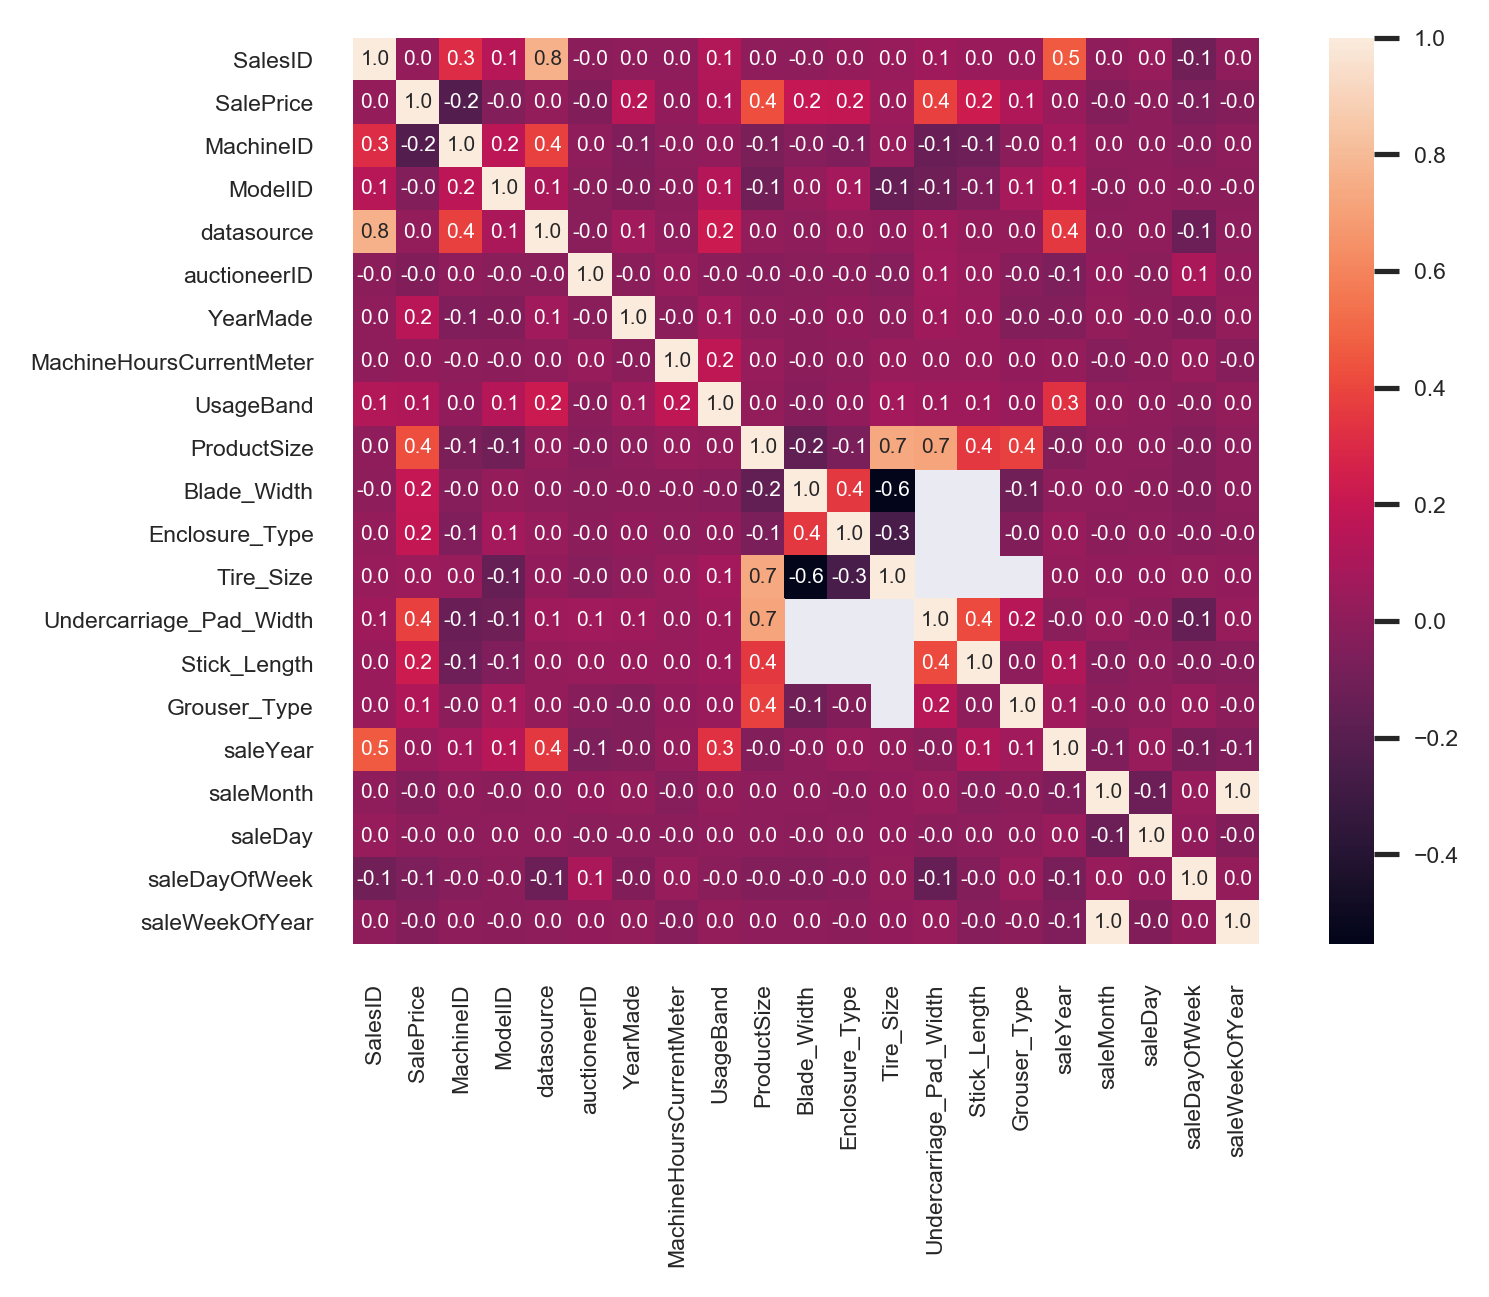 SalesID 1.0 0.0 0.3 0.1 0.8 -0.0 0.0 0.0 0.1 0.0 -0.0 0.0 0.0 0.1 0.0 0.0 0.5 0.0 0.0 -0.1 0.0
SalePrice 0.0 1.0 -0.2 -0.0 0.0 -0.0 0.2 0.0 0.1 0.4 0.2 0.2 0.0 0.4 0.2 0.1 0.0 -0.0 -0.0 -0.1 -0.0
MachineID 0.3 -0.2 1.0 0.2 0.4 0.0 -0.1 -0.0 0.0 -0.1 -0.0 -0.1 0.0 -0.1 -0.1 -0.0 0.1 0.0 0.0 -0.0 0.0
ModelID 0.1 -0.0 0.2 1.0 0.1 -0.0 -0.0 -0.0 0.1 -0.1 0.0 0.1 -0.1 -0.1 -0.1 0.1 0.1 -0.0 0.0 -0.0 -0.0
datasource 0.8 0.0 0.4 0.1 1.0 -0.0 0.1 0.0 0.2 0.0 0.0 0.0 0.0 0.1 0.0 0.0 0.4 0.0 0.0 -0.1 0.0
auctioneerID -0.0 -0.0 0.0 -0.0 -0.0 1.0 -0.0 0.0 -0.0 -0.0 -0.0 -0.0 -0.0 0.1 0.0 -0.0 -0.1 0.0 -0.0 0.1 0.0
YearMade 0.0 0.2 -0.1 -0.0 0.1 -0.0 1.0 -0.0 0.1 0.0 -0.0 0.0 0.0 0.1 0.0 -0.0 -0.0 0.0 -0.0 -0.0 0.0
MachineHoursCurrentMeter 0.0 0.0 -0.0 -0.0 0.0 0.0 -0.0 1.0 0.2 0.0 -0.0 0.0 0.0 0.0 0.0 0.0 0.0 -0.0 -0.0 0.0 -0.0
UsageBand 0.1 0.1 0.0 0.1 0.2 -0.0 0.1 0.2 1.0 0.0 -0.0 0.0 0.1 0.1 0.1 0.0 0.3 0.0 0.0 -0.0 0.0
ProductSize 0.0 0.4 -0.1 -0.1 0.0 -0.0 0.0 0.0 0.0 1.0 -0.2 -0.1 0.7 0.7 0.4 0.4 -0.0 0.0 0.0 -0.0 0.0
Blade_Width -0.0 0.2 -0.0 0.0 0.0 -0.0 -0.0 -0.0 -0.0 -0.2 1.0 0.4 -0.6 -0.1 -0.0 0.0 -0.0 -0.0 0.0
Enclosure_Type 0.0 0.2 -0.1 0.1 0.0 -0.0 0.0 0.0 0.0 -0.1 0.4 1.0 -0.3 -0.0 0.0 -0.0 0.0 -0.0 -0.0
Tire_Size 0.0 0.0 0.0 -0.1 0.0 -0.0 0.0 0.0 0.1 0.7 -0.6 -0.3 1.0 0.0 0.0 -0.0 0.0 0.0
Undercarriage_Pad_Width 0.1 0.4 -0.1 -0.1 0.1 0.1 0.1 0.0 0.1 0.7 1.0 0.4 0.2 -0.0 0.0 -0.0 -0.1 0.0
Stick_Length 0.0 0.2 -0.1 -0.1 0.0 0.0 0.0 0.0 0.1 0.4 0.4 1.0 0.0 0.1 -0.0 0.0 -0.0 -0.0
Grouser_Type 0.0 0.1 -0.0 0.1 0.0 -0.0 -0.0 0.0 0.0 0.4 -0.1 -0.0 0.2 0.0 1.0 0.1 -0.0 0.0 0.0 -0.0
saleYear 0.5 0.0 0.1 0.1 0.4 -0.1 -0.0 0.0 0.3 -0.0 -0.0 0.0 0.0 -0.0 0.1 0.1 1.0 -0.1 0.0 -0.1 -0.1
saleMonth 0.0 -0.0 0.0 -0.0 0.0 0.0 0.0 -0.0 0.0 0.0 0.0 -0.0 0.0 0.0 -0.0 -0.0 -0.1 1.0 -0.1 0.0 1.0
saleDay 0.0 -0.0 0.0 0.0 0.0 -0.0 -0.0 -0.0 0.0 0.0 -0.0 0.0 -0.0 -0.0 0.0 0.0 0.0 -0.1 1.0 0.0 -0.0
saleDayOfWeek -0.1 -0.1 -0.0 -0.0 -0.1 0.1 -0.0 0.0 -0.0 -0.0 -0.0 -0.0 0.0 -0.1 -0.0 0.0 -0.1 0.0 0.0 1.0 0.0
saleWeekOfYear 0.0 -0.0 0.0 -0.0 0.0 0.0 0.0 -0.0 0.0 0.0 0.0 -0.0 0.0 0.0 -0.0 -0.0 -0.1 1.0 -0.0 0.0 1.0
SalesID
SalePrice
MachineID
ModelID
datasource
auctioneerID
YearMade
MachineHoursCurrentMeter
UsageBand
ProductSize
Blade_Width
Enclosure_Type
Tire_Size
Undercarriage_Pad_Width
Stick_Length
Grouser_Type
saleYear
saleMonth
saleDay
saleDayOfWeek
saleWeekOfYear
1.0
0.8
0.6
0.4
0.2
0.0
−0.2
−0.4